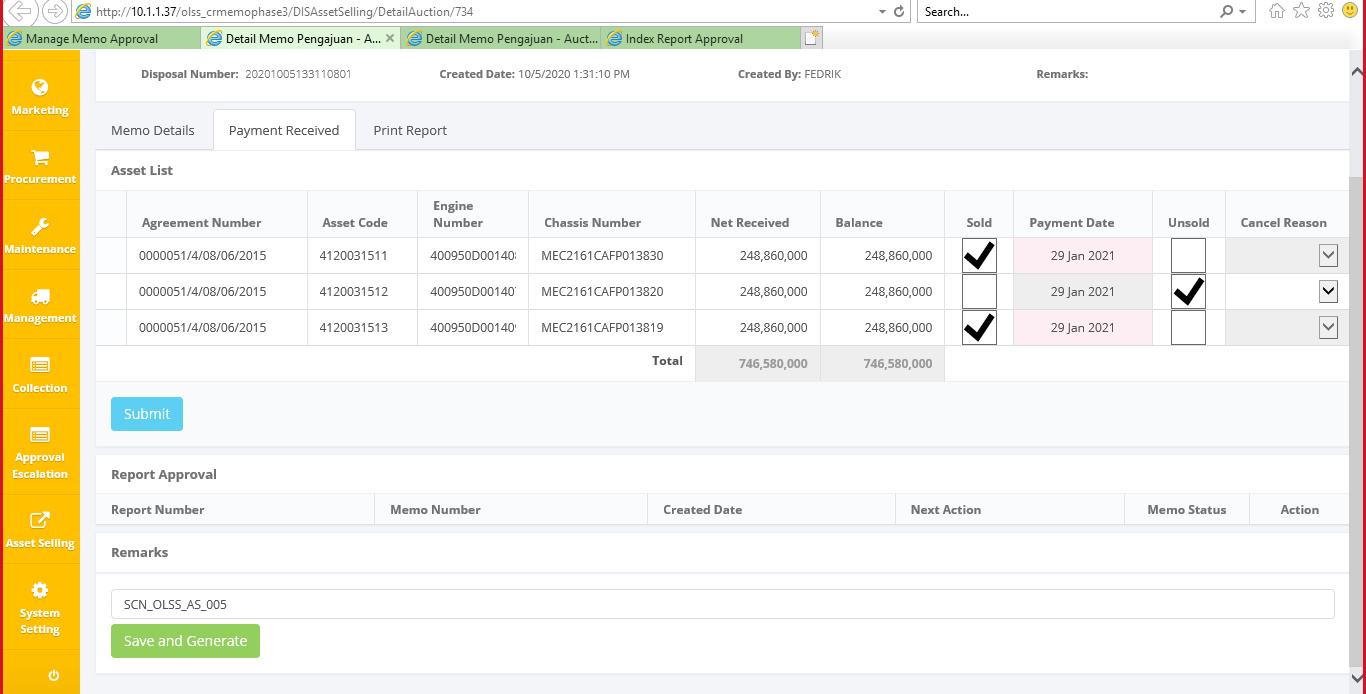 http://10.1.1.37/olss_crmemophase3/DISAssetSelling/DetailAuction/734
Search...
Manage Memo Approval
Detail Memo Pengajuan - A...
Detail Memo Pengajuan - Auct...
Index Report Approval
Marketing
Procurement
Maintenance
Management
Collection
Approval
Escalation
Asset Selling
System
Setting
Disposal Number: 20201005133110801 Created Date: 10/5/2020 1:31:10 PM Created By: FEDRIK Remarks:
Memo Details Payment Received Print Report
Asset List
Agreement Number Asset Code Engine Number Chassis Number Net Received Balance Sold Payment Date Unsold Cancel Reason
0000051/4/08/06/2015 4120031511 400950D00140 MEC2161CAFP013830 248,860,000 248,860,000 29 Jan 2021
0000051/4/08/06/2015 4120031512 400950D00140 MEC2161CAFP013820 248,860,000 248,860,000 29 Jan 2021
0000051/4/08/06/2015 4120031513 400950D00140 MEC2161CAFP013819 248,860,000 248,860,000 29 Jan 2021
Total 746,580,000 746,580,000
Submit
Report Approval
Report Number Memo Number Created Date Next Action Memo Status Action
Remarks
SCN_OLSS_AS_005
Save and Generate